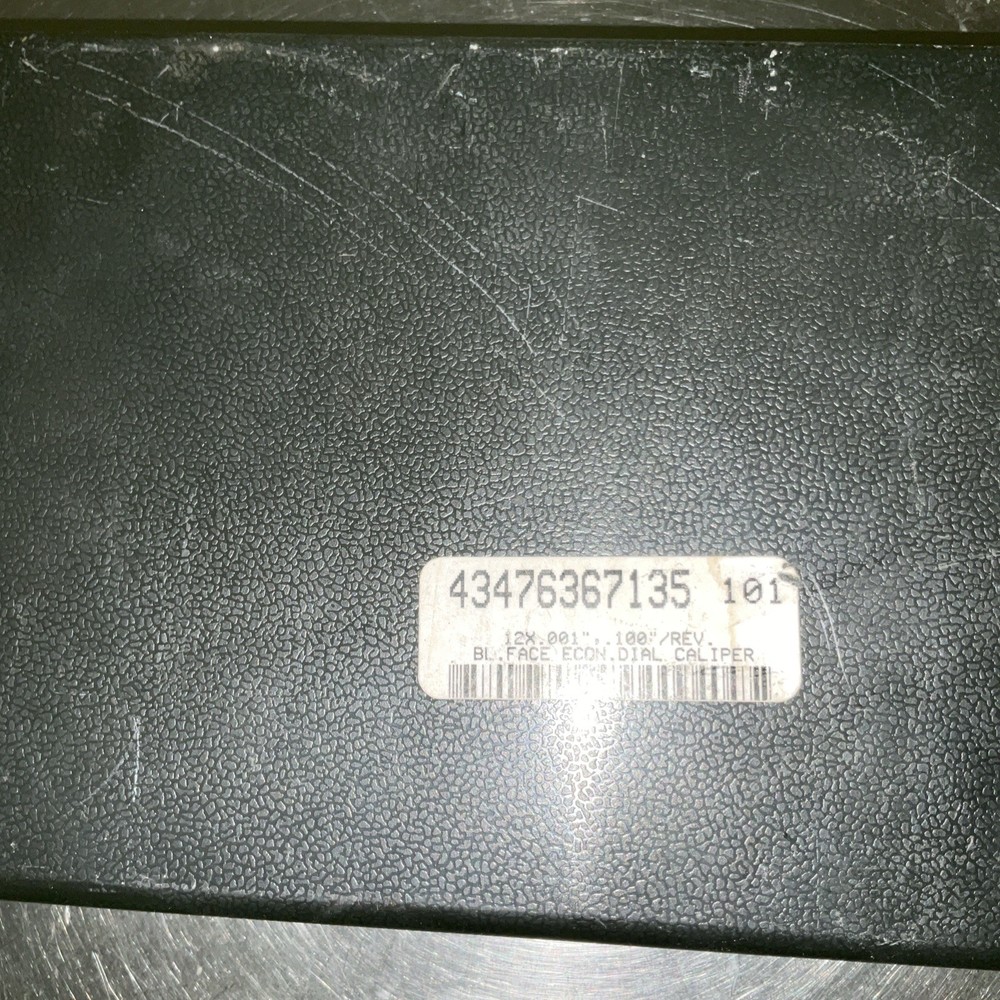 43476367135 101
12X.001",.100"/REV.
BL.FACE ECON.DIAL CALIPER